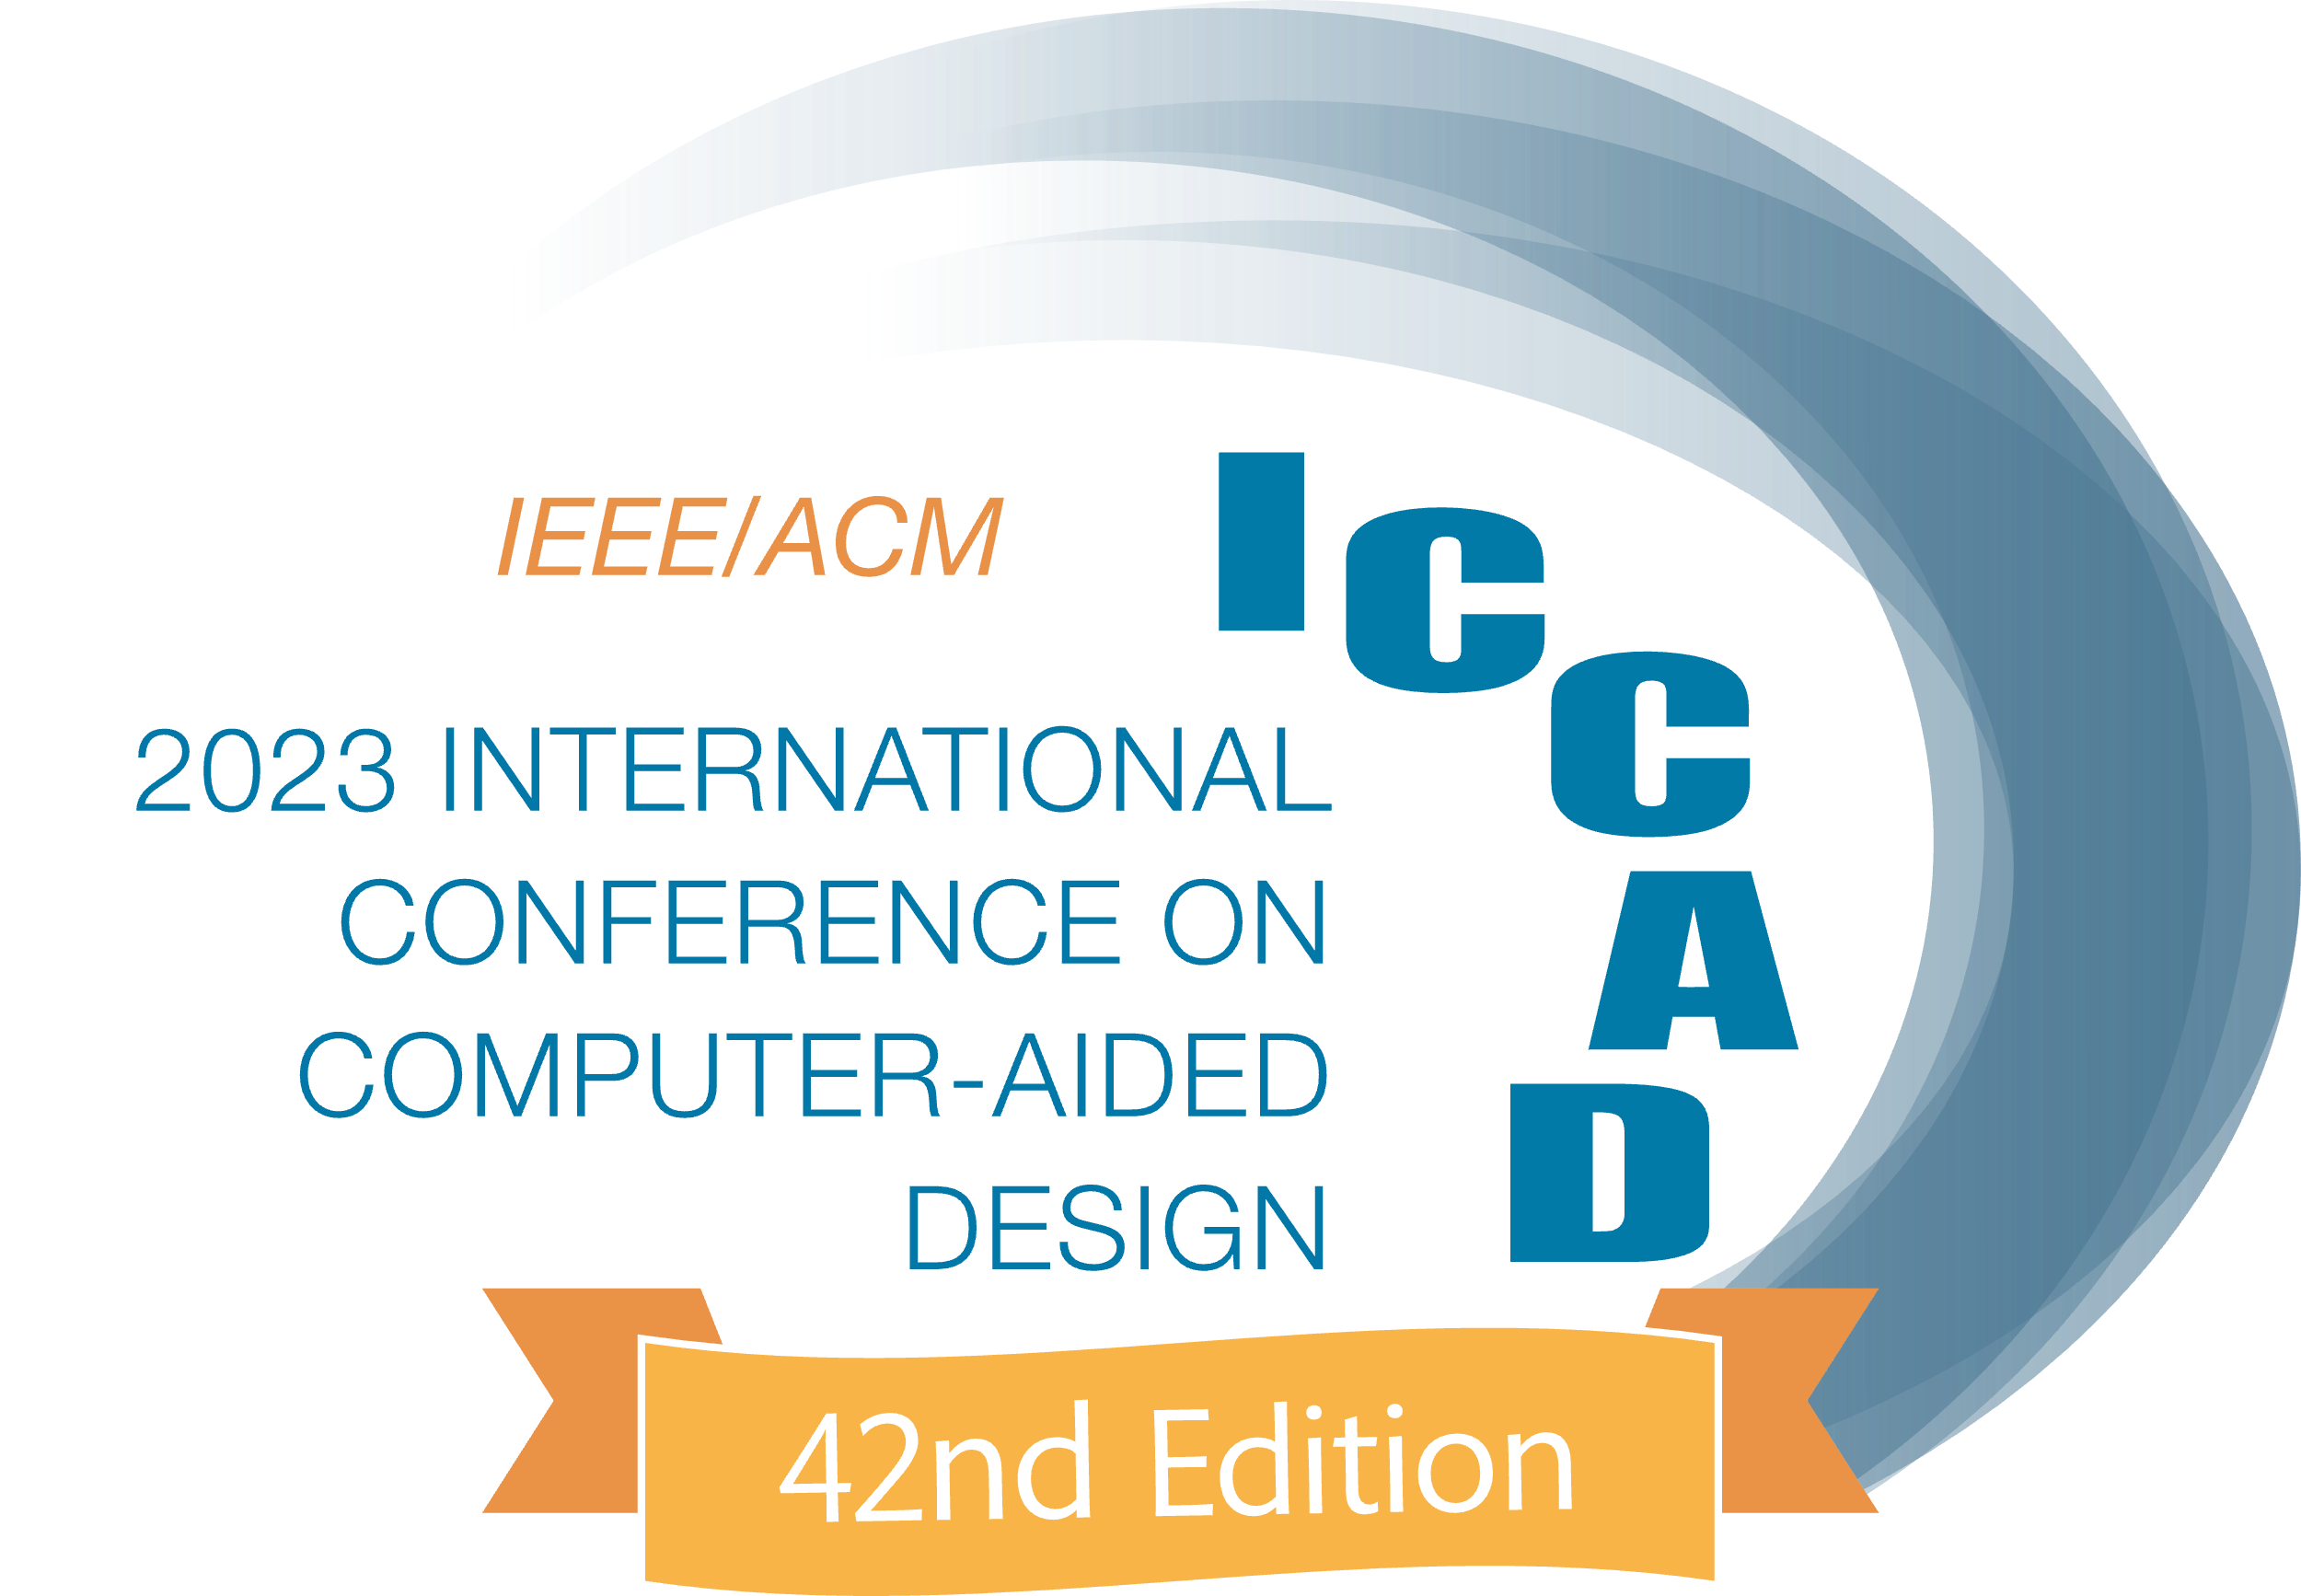 IEEE/ACM
ICCAD
2023 INTERNATIONAL
CONFERENCE ON
COMPUTER-AIDED
DESIGN
42nd Edition